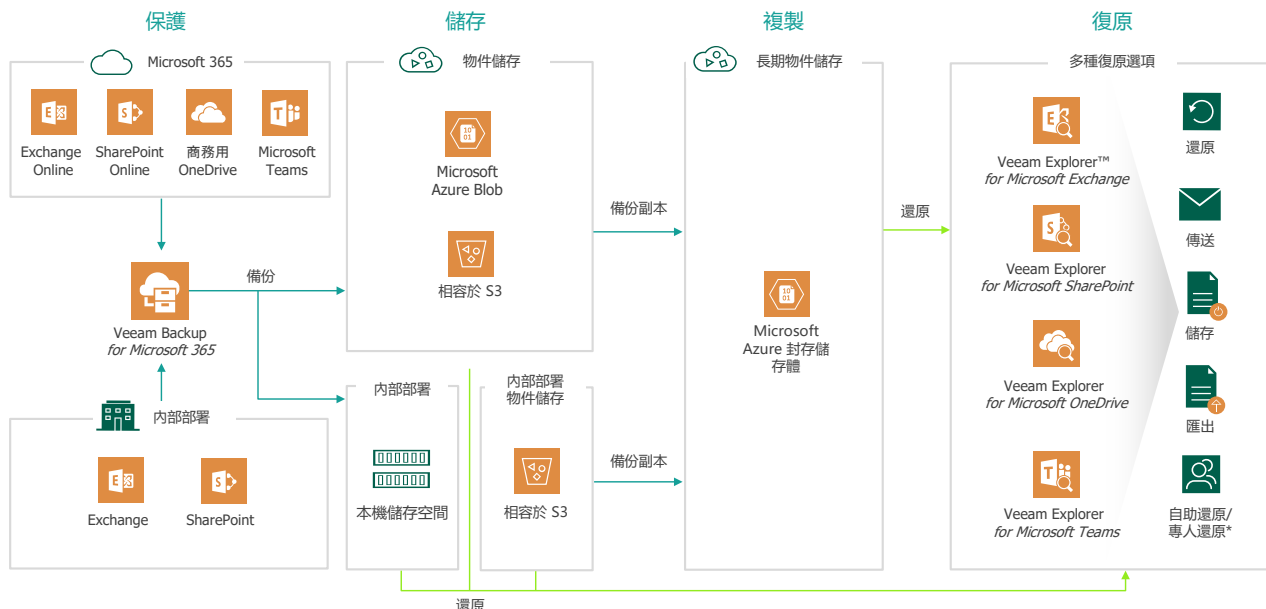 保護
儲存
複製
復原
Microsoft 365
Exchange
Online
SharePoint
Online
商務用
OneDrive
Microsoft
Teams
Veeam Backup
for Microsoft 365
內部部署
Exchange
SharePoint
備份
物件儲存
Microsoft
Azure Blob
相容於 S3
內部部署
本機儲存空間
內部部署
物件儲存
相容於 S3
備份副本
備份副本
長期物件儲存
Microsoft
Azure 封存儲
存體
還原
還原
多種復原選項
Veeam Explorer™
for Microsoft Exchange
Veeam Explorer
for Microsoft SharePoint
Veeam Explorer
for Microsoft OneDrive
Veeam Explorer
for Microsoft Teams
還原
傳送
儲存
匯出
自助還原/
專人還原*